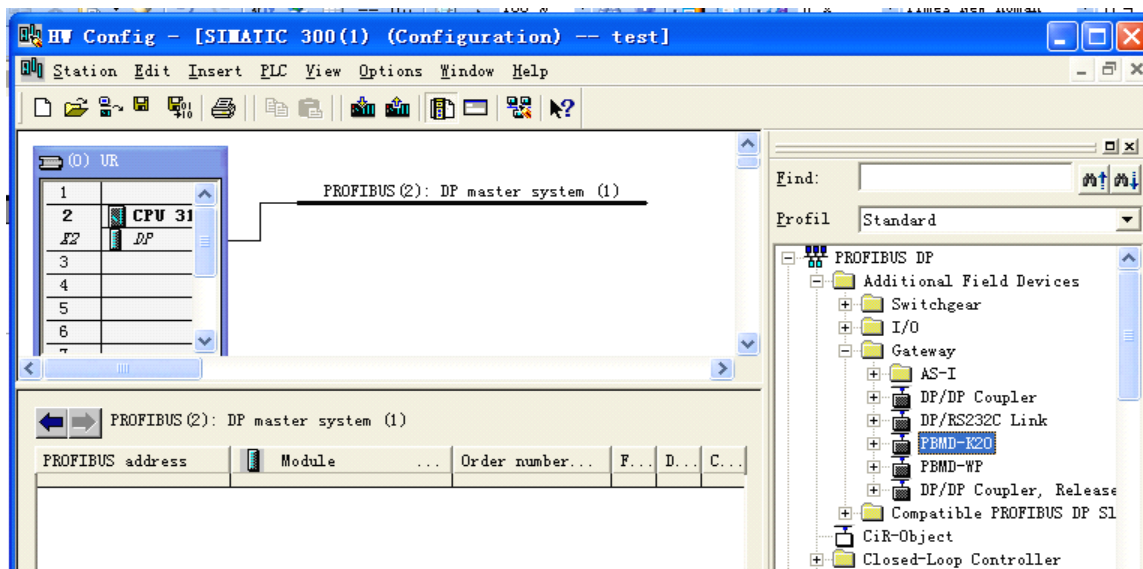 HW Config - [SIMATIC 300(1) (Configuration) -- test]
Station Edit Insert PLC View Options Window Help
(0) UR
1
2 CPU 31
X2 DP
3
4
5
6
PROFIBUS(2): DP master system (1)
Find:
Profil Standard
PROFIBUS DP
Additional Field Devices
Switchgear
I/O
Gateway
AS-I
DP/DP Coupler
DP/RS232C Link
PBMD-K20
PBMD-WP
DP/DP Coupler, Release
Compatible PROFIBUS DP Sl
CiR-Object
Closed-Loop Controller
PROFIBUS(2): DP master system (1)
PROFIBUS address Module ... Order number... F... D... C...